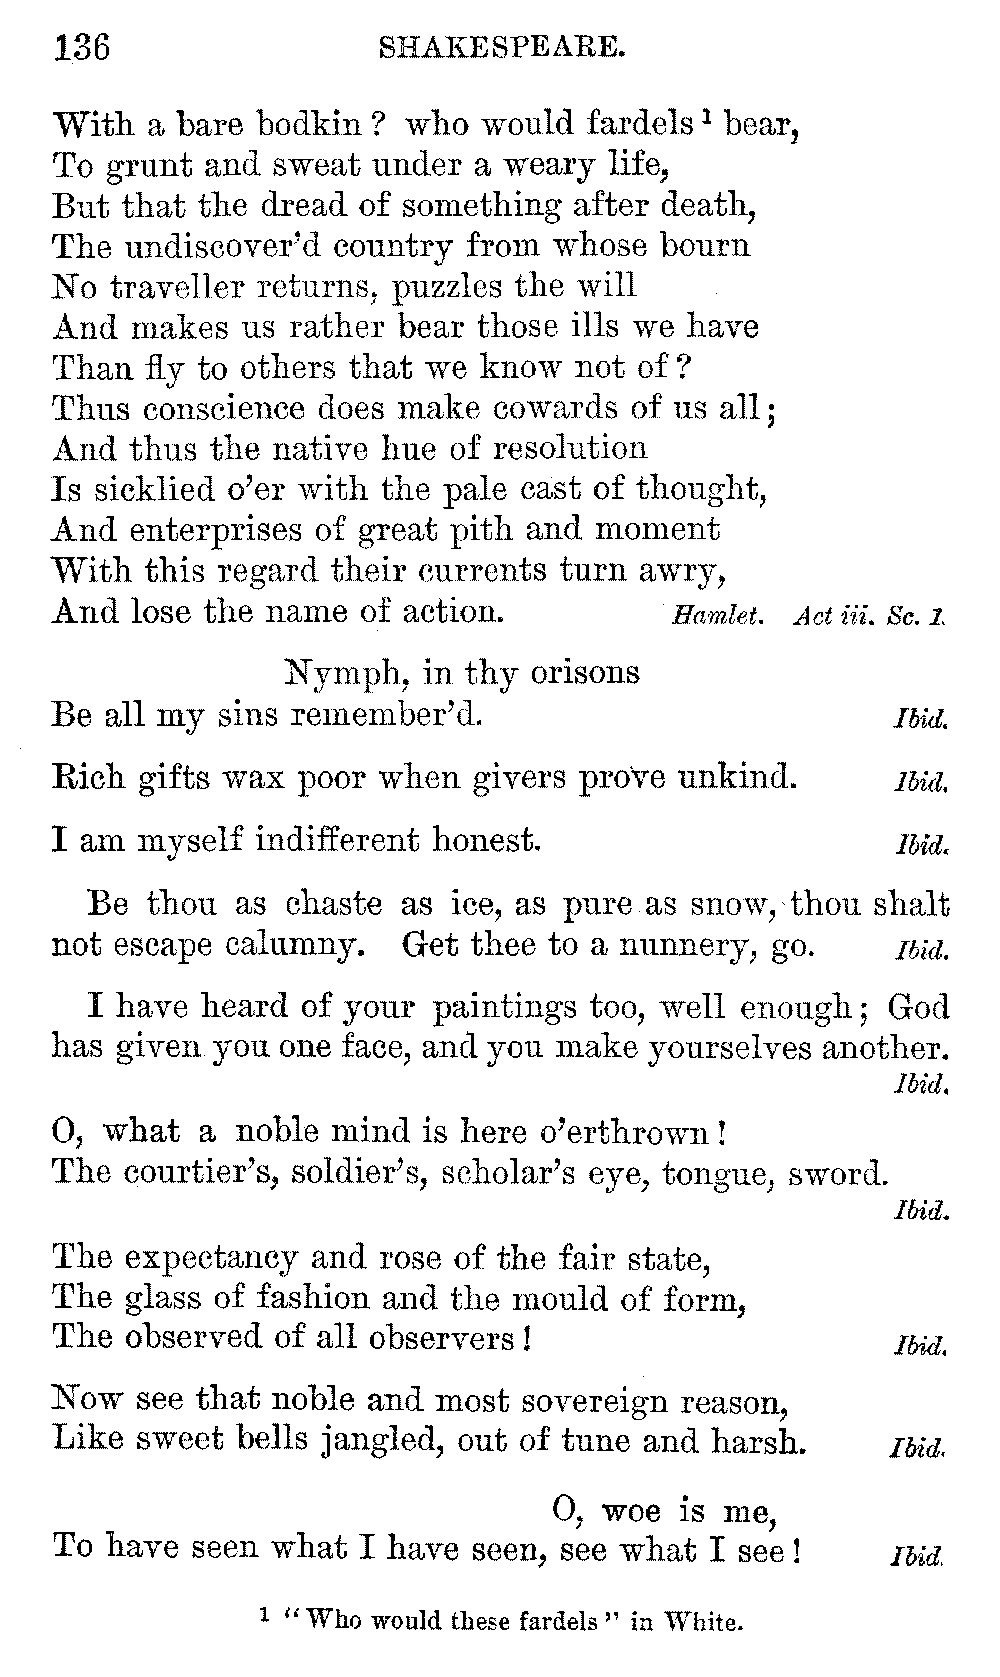 136 SHAKESPEARE.
With a bare bodkin? who would fardels¹ bear,
To grunt and sweat under a weary life,
But that the dread of something after death,
The undiscover'd country from whose bourn
No traveller returns, puzzles the will
And makes us rather bear those ills we have
Than fly to others that we know not of?
Thus conscience does make cowards of us all;
And thus the native hue of resolution
Is sicklied o'er with the pale cast of thought,
And enterprises of great pith and moment
With this regard their currents turn awry,
And lose the name of action. Hamlet. Act iii. Sc. 1.
Nymph, in thy orisons
Be all my sins remember'd. Ibid.
Rich gifts wax poor when givers prove unkind. Ibid.
I am myself indifferent honest. Ibid.
Be thou as chaste as ice, as pure as snow, thou shalt
not escape calumny. Get thee to a nunnery, go. Ibid.
I have heard of your paintings too, well enough; God
has given you one face, and you make yourselves another.
Ibid.
O, what a noble mind is here o'erthrown!
The courtier's, soldier's, scholar's eye, tongue, sword.
Ibid.
The expectancy and rose of the fair state,
The glass of fashion and the mould of form,
The observed of all observers! Ibid.
Now see that noble and most sovereign reason,
Like sweet bells jangled, out of tune and harsh. Ibid.
O, woe is me,
To have seen what I have seen, see what I see! Ibid.
¹ "Who would these fardels" in White.